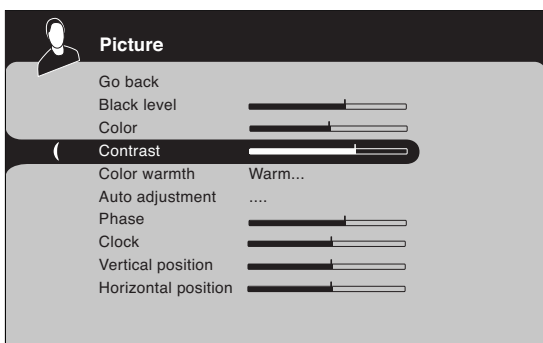 Picture
Go back
Black level
Color
Contrast
Color warmth Warm...
Auto adjustment ....
Phase
Clock
Vertical position
Horizontal position